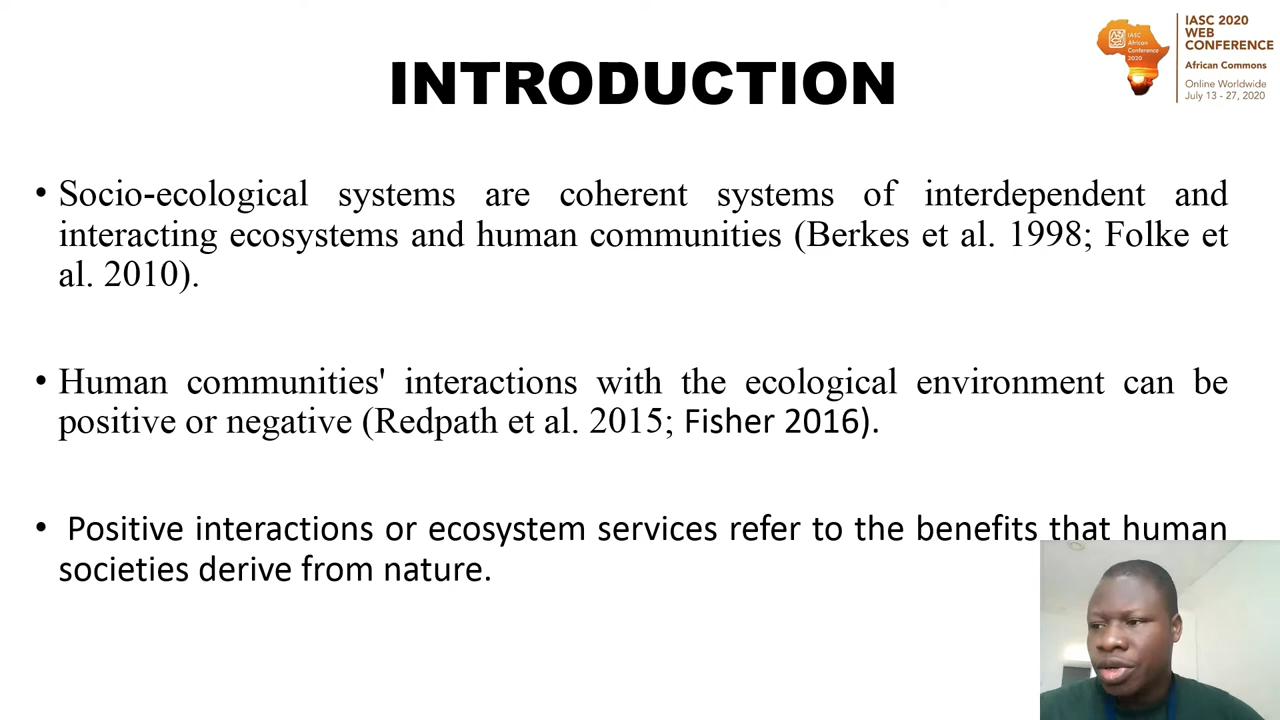 IASC 2020
WEB
CONFERENCE
African Commons
Online Worldwide
July 13 - 27, 2020
IASC
African
Conference
2020
INTRODUCTION
• Socio-ecological systems are coherent systems of interdependent and
interacting ecosystems and human communities (Berkes et al. 1998; Folke et
al. 2010).
• Human communities' interactions with the ecological environment can be
positive or negative (Redpath et al. 2015; Fisher 2016).
• Positive interactions or ecosystem services refer to the benefits that human
societies derive from nature.